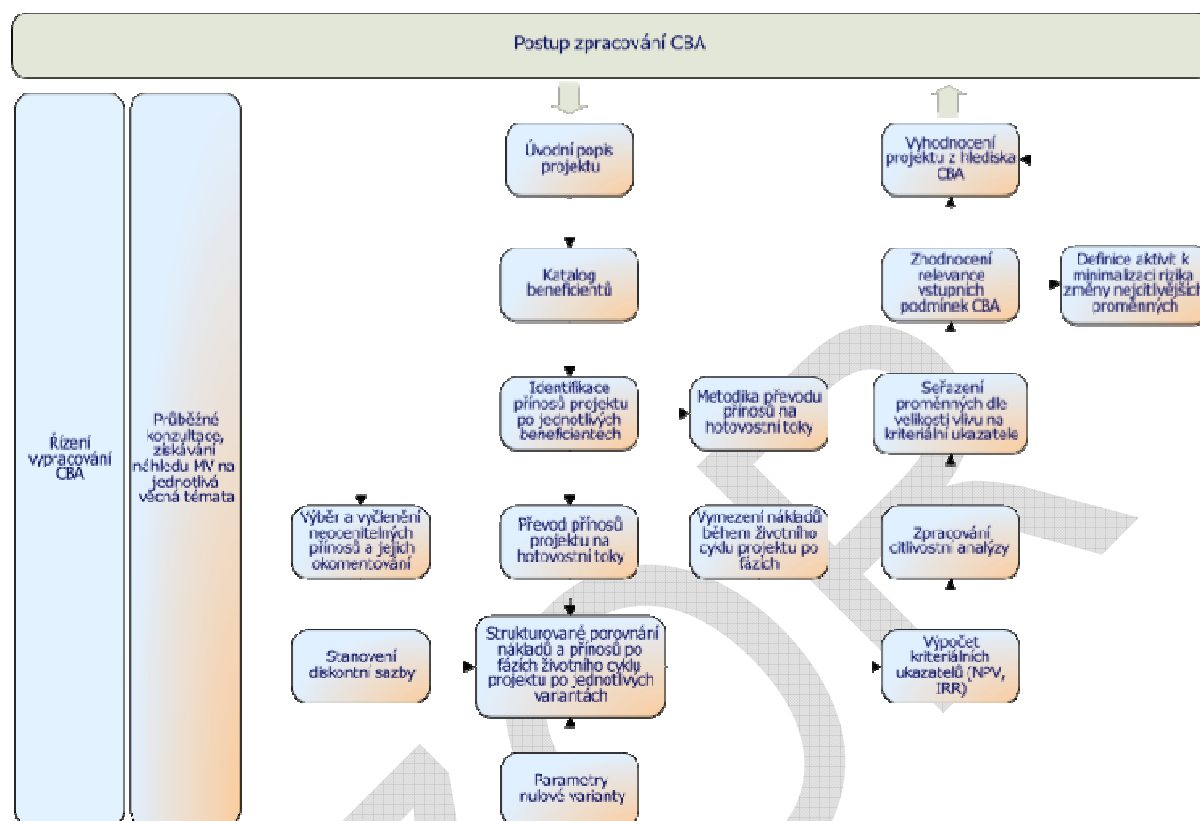 Postup zpracování CBA
Řízení
vypracování
CBA
Průběžné
konzultace,
získávání
náhledu MV na
jednotlivá
věcná témata
Úvodní popis
projektu
Katalog
beneficientů
Identifikace
přínosů projektu
po jednotlivých
beneficientech
Metodika převodu
přínosů na
hotovostní toky
Výběr a vyčlenění
neocenitelných
přínosů a jejich
okomentování
Převod přínosů
projektu na
hotovostní toky
Vymezení nákladů
během životního
cyklu projektu po
fázích
Stanovení
diskontní sazby
Strukturované porovnání
nákladů a přínosů po
fázích životního cyklu
projektu po jednotlivých
variantách
Parametry
nulové varianty
Vyhodnocení
projektu z hlediska
CBA
Zhodnocení
relevance
vstupních
podmínek CBA
Definice aktivit k
minimalizaci rizika
změny nejcitlivějších
proměnných
Seřazení
proměnných dle
velikosti vlivu na
kriteriální ukazatele
Zpracování
citlivostní analýzy
Výpočet
kriteriálních
ukazatelů (NPV,
IRR)